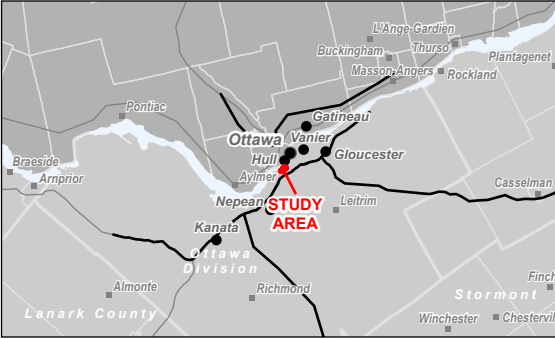 L'Ange-Gardien
Buckingham
Thurso
Plantagenet
Masson-Angers
Rockland
Pontiac
Gatineau
Ottawa
Vanier
Hull
Gloucester
Braeside
Aylmer
Arnprior
Casselman
Nepean
STUDY
AREA
Leitrim
Kanata
Ottawa
Division
Finch
Almonte
Richmond
Stormont
Lanark County
Winchester
Chestervil